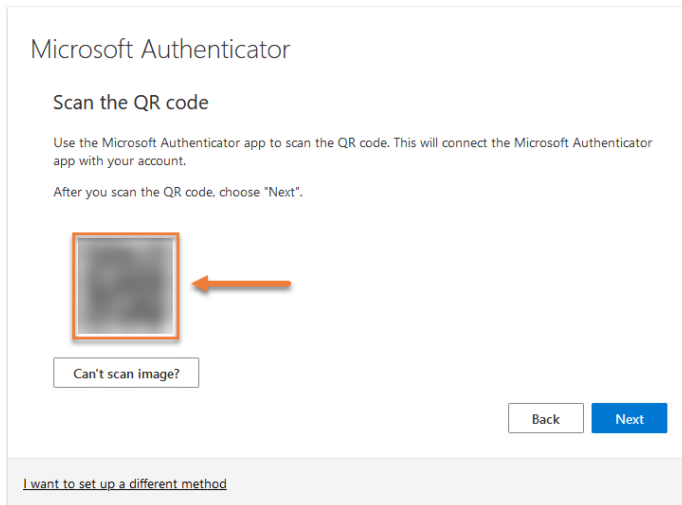 Microsoft Authenticator
Scan the QR code
Use the Microsoft Authenticator app to scan the QR code. This will connect the Microsoft Authenticator
app with your account.
After you scan the QR code, choose "Next".
Can't scan image?
Back
Next
I want to set up a different method